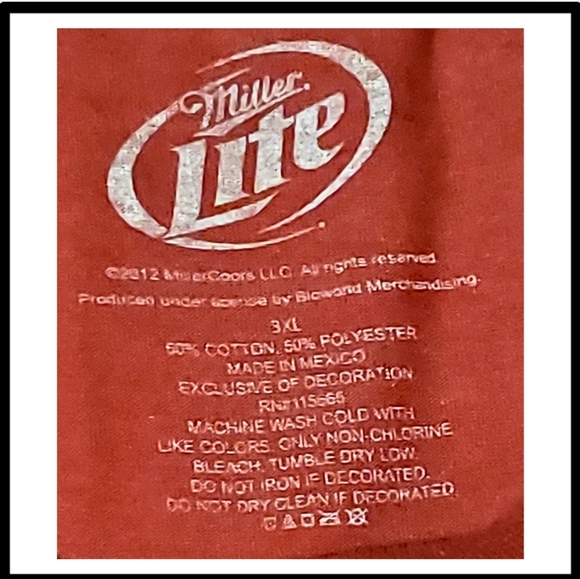 Miller
Lite
©2012 MillerCoors LLC. All rights reserved.
Produced under license by Bioworld Merchandising.
3XL
50% COTTON, 50% POLYESTER
MADE IN MEXICO
EXCLUSIVE OF DECORATION
RN#115665
MACHINE WASH COLD WITH
LIKE COLORS. ONLY NON-CHLORINE
BLEACH. TUMBLE DRY LOW.
DO NOT IRON IF DECORATED.
DO NOT DRY CLEAN IF DECORATED.